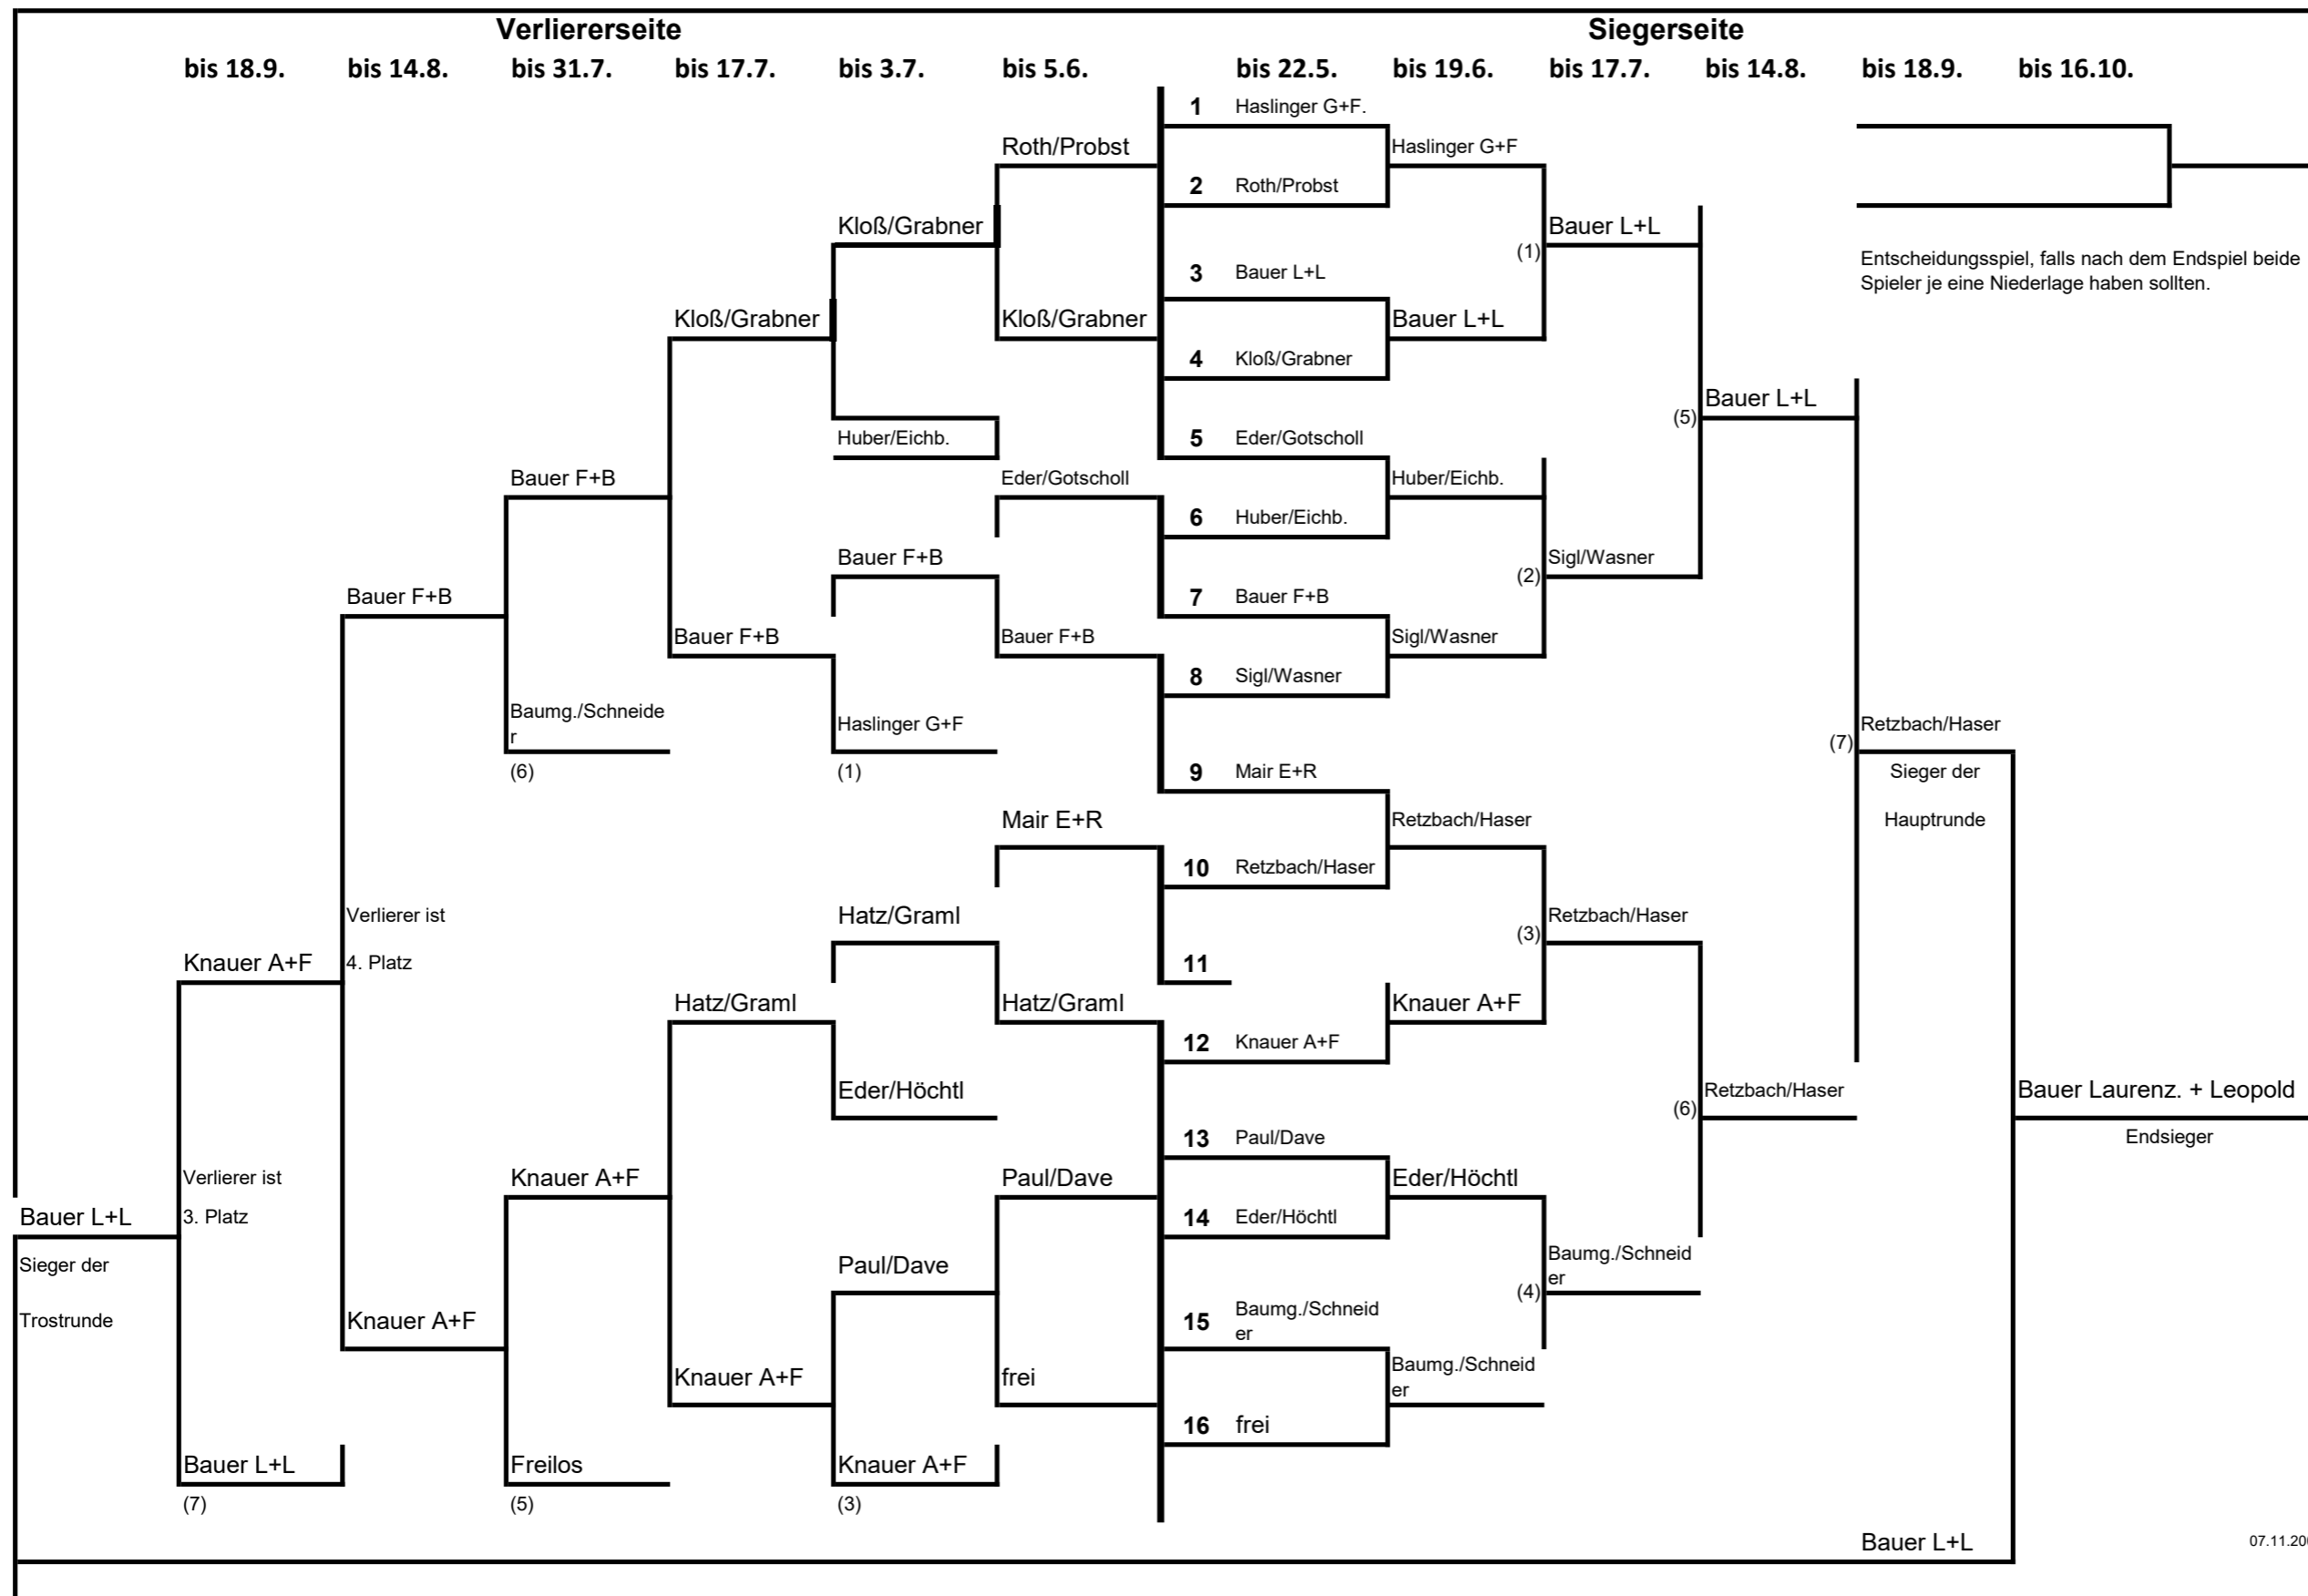 Verliererseite Siegerseite
bis 18.9. bis 14.8. bis 31.7. bis 17.7. bis 3.7. bis 5.6. bis 22.5. bis 19.6. bis 17.7. bis 14.8. bis 18.9. bis 16.10.
1 Haslinger G+F.
Roth/Probst Haslinger G+F
2 Roth/Probst
Kloß/Grabner Bauer L+L
(1)
Entscheidungsspiel, falls nach dem Endspiel beide
Spieler je eine Niederlage haben sollten.
3 Bauer L+L
Kloß/Grabner Kloß/Grabner Bauer L+L
4 Kloß/Grabner
Bauer L+L
(5)
Huber/Eichb. 5 Eder/Gotscholl
Bauer F+B Eder/Gotscholl Huber/Eichb.
6 Huber/Eichb.
Bauer F+B Sigl/Wasner
(2)
Bauer F+B 7 Bauer F+B
Bauer F+B Bauer F+B Sigl/Wasner
8 Sigl/Wasner
Baumg./Schneide
r
Haslinger G+F Retzbach/Haser
(7)
(6) (1) 9 Mair E+R Sieger der
Mair E+R Retzbach/Haser Hauptrunde
10 Retzbach/Haser
Verlierer ist Hatz/Graml Retzbach/Haser
(3)
Knauer A+F 4. Platz 11
Hatz/Graml Hatz/Graml Knauer A+F
12 Knauer A+F
Eder/Höchtl Retzbach/Haser Bauer Laurenz. + Leopold
(6)
13 Paul/Dave Endsieger
Verlierer ist Knauer A+F Paul/Dave Eder/Höchtl
Bauer L+L 3. Platz 14 Eder/Höchtl
Sieger der Paul/Dave Baumg./Schneid
er
(4)
Trostrunde Knauer A+F 15 Baumg./Schneid
er
Knauer A+F frei Baumg./Schneid
er
16 frei
Bauer L+L Freilos Knauer A+F
(7) (5) (3)
Bauer L+L